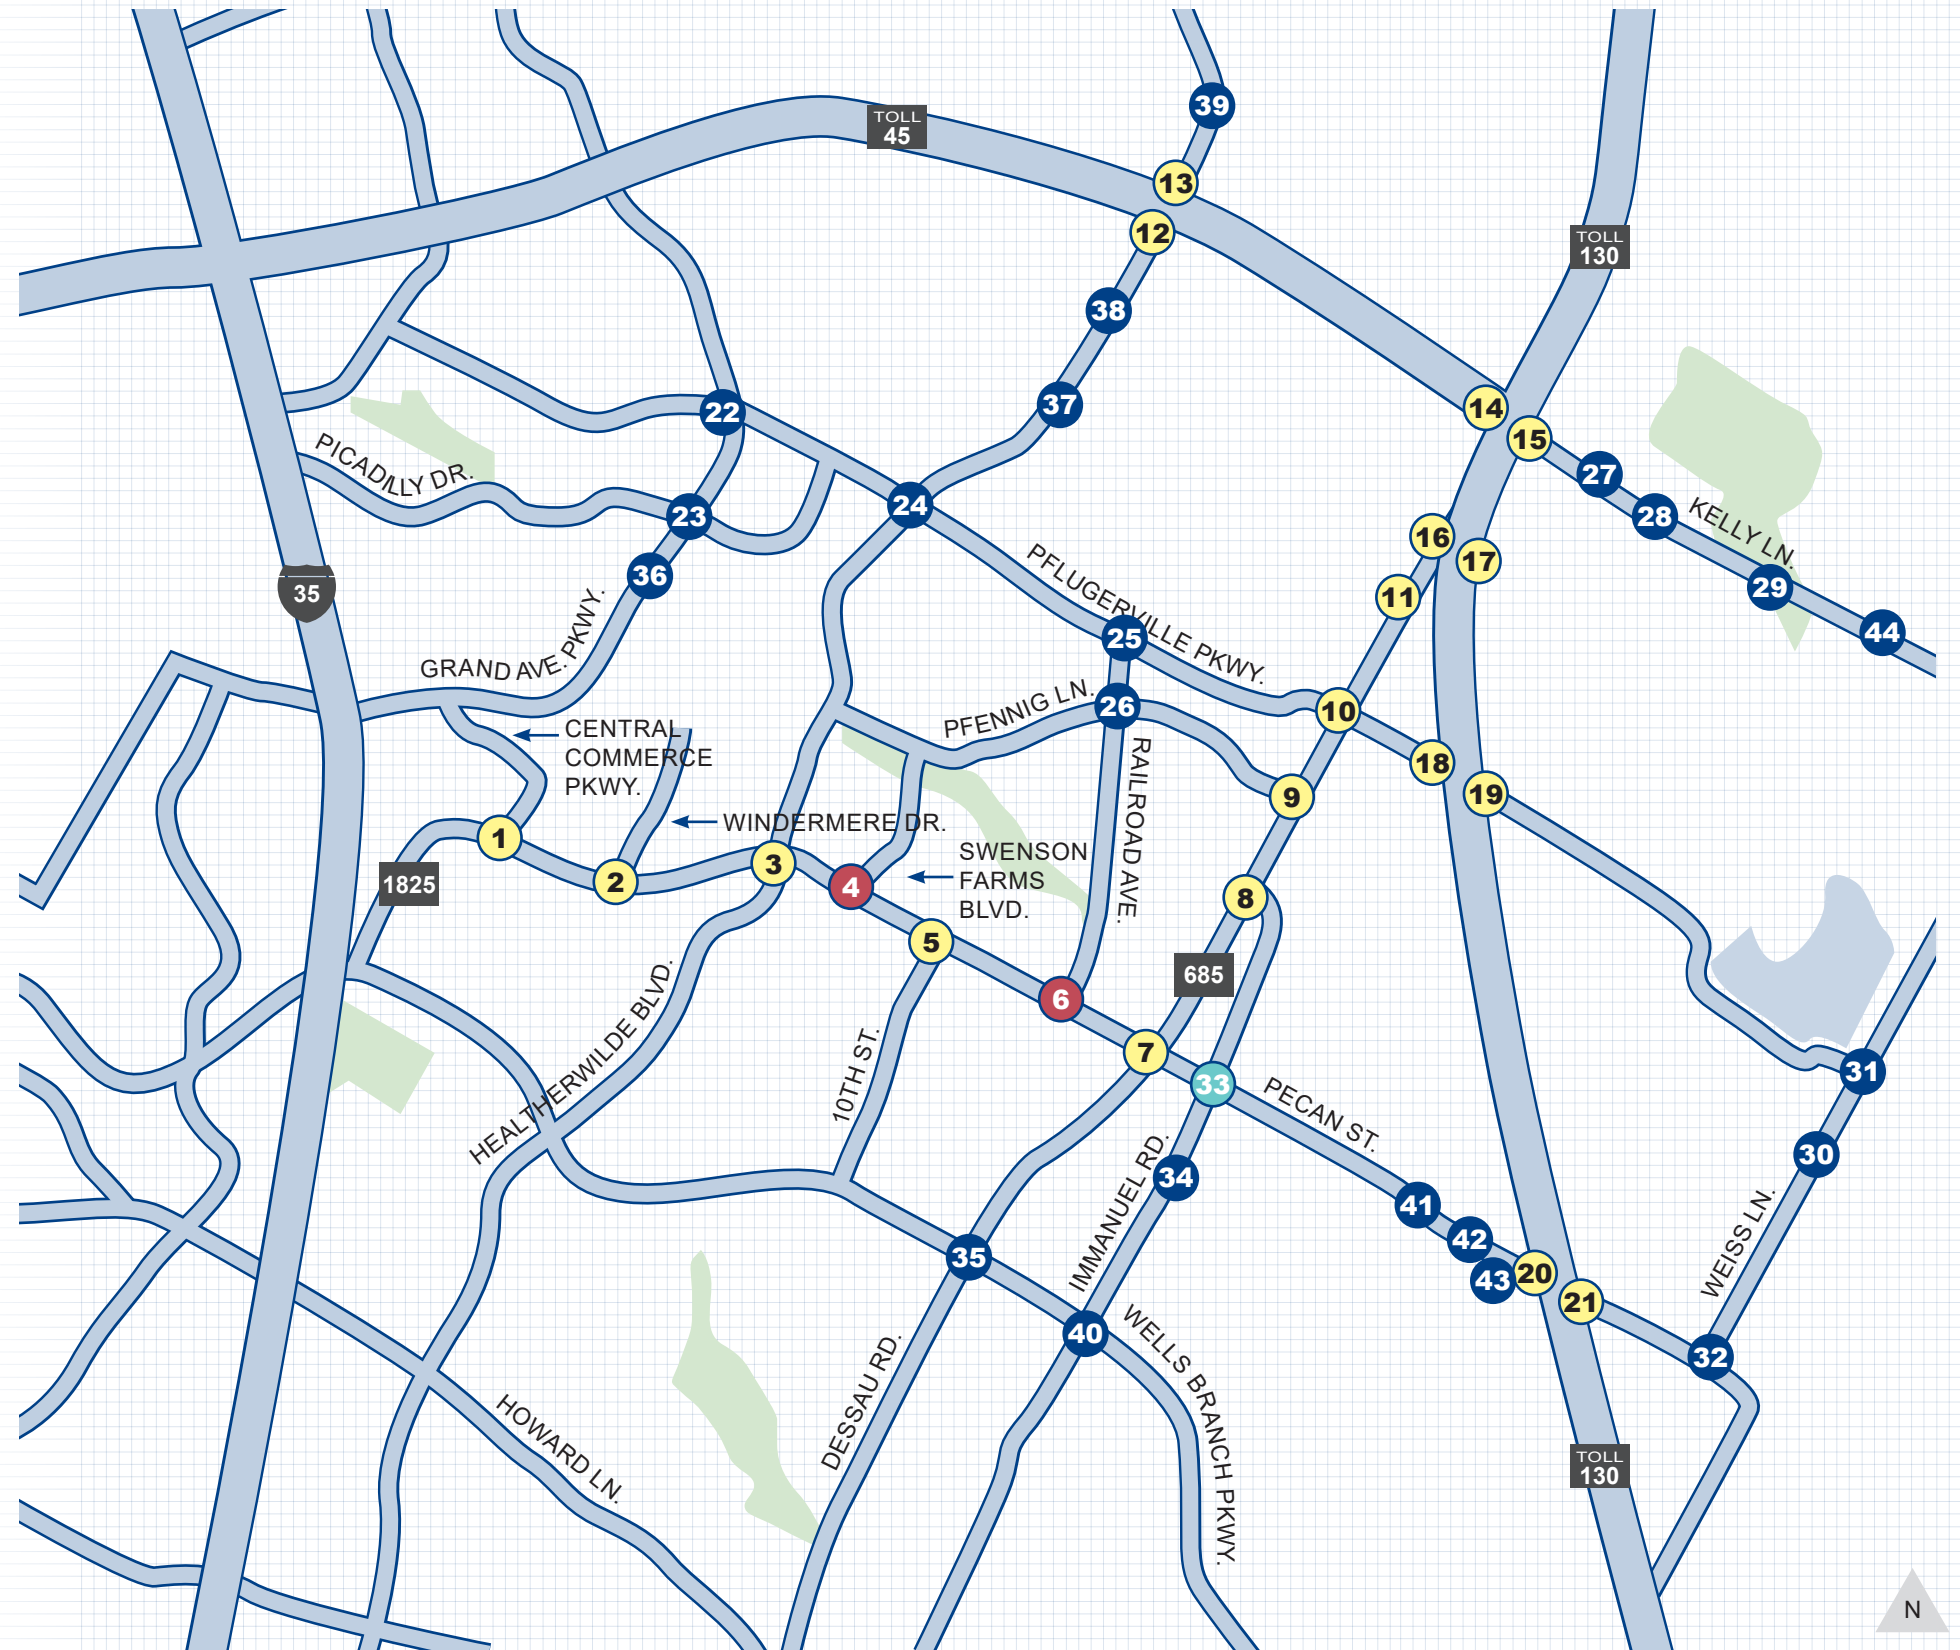 39
TOLL
45
13
12
TOLL
130
38
37
14
22
15
27
PICADILLY DR.
24
28
KELLY LN.
23
16
17
36
29
35
11
PFLUGERVILLE PKWY.
25
44
GRAND AVE. PKWY.
PFENNIG LN.
26
10
CENTRAL
COMMERCE
PKWY.
RAILROAD AVE.
18
9
19
WINDERMERE DR.
1
3
SWENSON
FARMS
BLVD.
2
1825
4
8
5
685
6
HEALTHERWILDE BLVD.
10TH ST.
7
33
PECAN ST.
31
IMMANUEL RD.
34
30
41
42
WEISS LN.
35
43
20
21
40
32
WELLS BRANCH PKWY.
DESSAU RD.
HOWARD LN.
TOLL
130
N